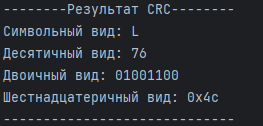 --------Результат CRC--------
Символьный вид: L
Десятичный вид: 76
Двоичный вид: 01001100
Шестнадцатеричный вид: 0x4c
-----------------------------